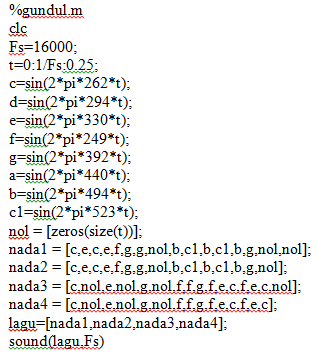 %gundul.m
clc
Fs=16000;
t=0:1/Fs:0.25;
c=sin(2*pi*262*t);
d=sin(2*pi*294*t);
e=sin(2*pi*330*t);
f=sin(2*pi*249*t);
g=sin(2*pi*392*t);
a=sin(2*pi*440*t);
b=sin(2*pi*494*t);
c1=sin(2*pi*523*t);
nol = [zeros(size(t))];
nada1 = [c,e,c,e,f,g,g,nol,b,c1,b,c1,b,g,nol,nol];
nada2 = [c,e,c,e,f,g,g,nol,b,c1,b,c1,b,g,nol];
nada3 = [c,nol,e,nol,g,nol,f,f,g,f,e,c,f,e,c,nol];
nada4 = [c,nol,e,nol,g,nol,f,f,g,f,e,c,f,e,c];
lagu=[nada1,nada2,nada3,nada4];
sound(lagu,Fs)